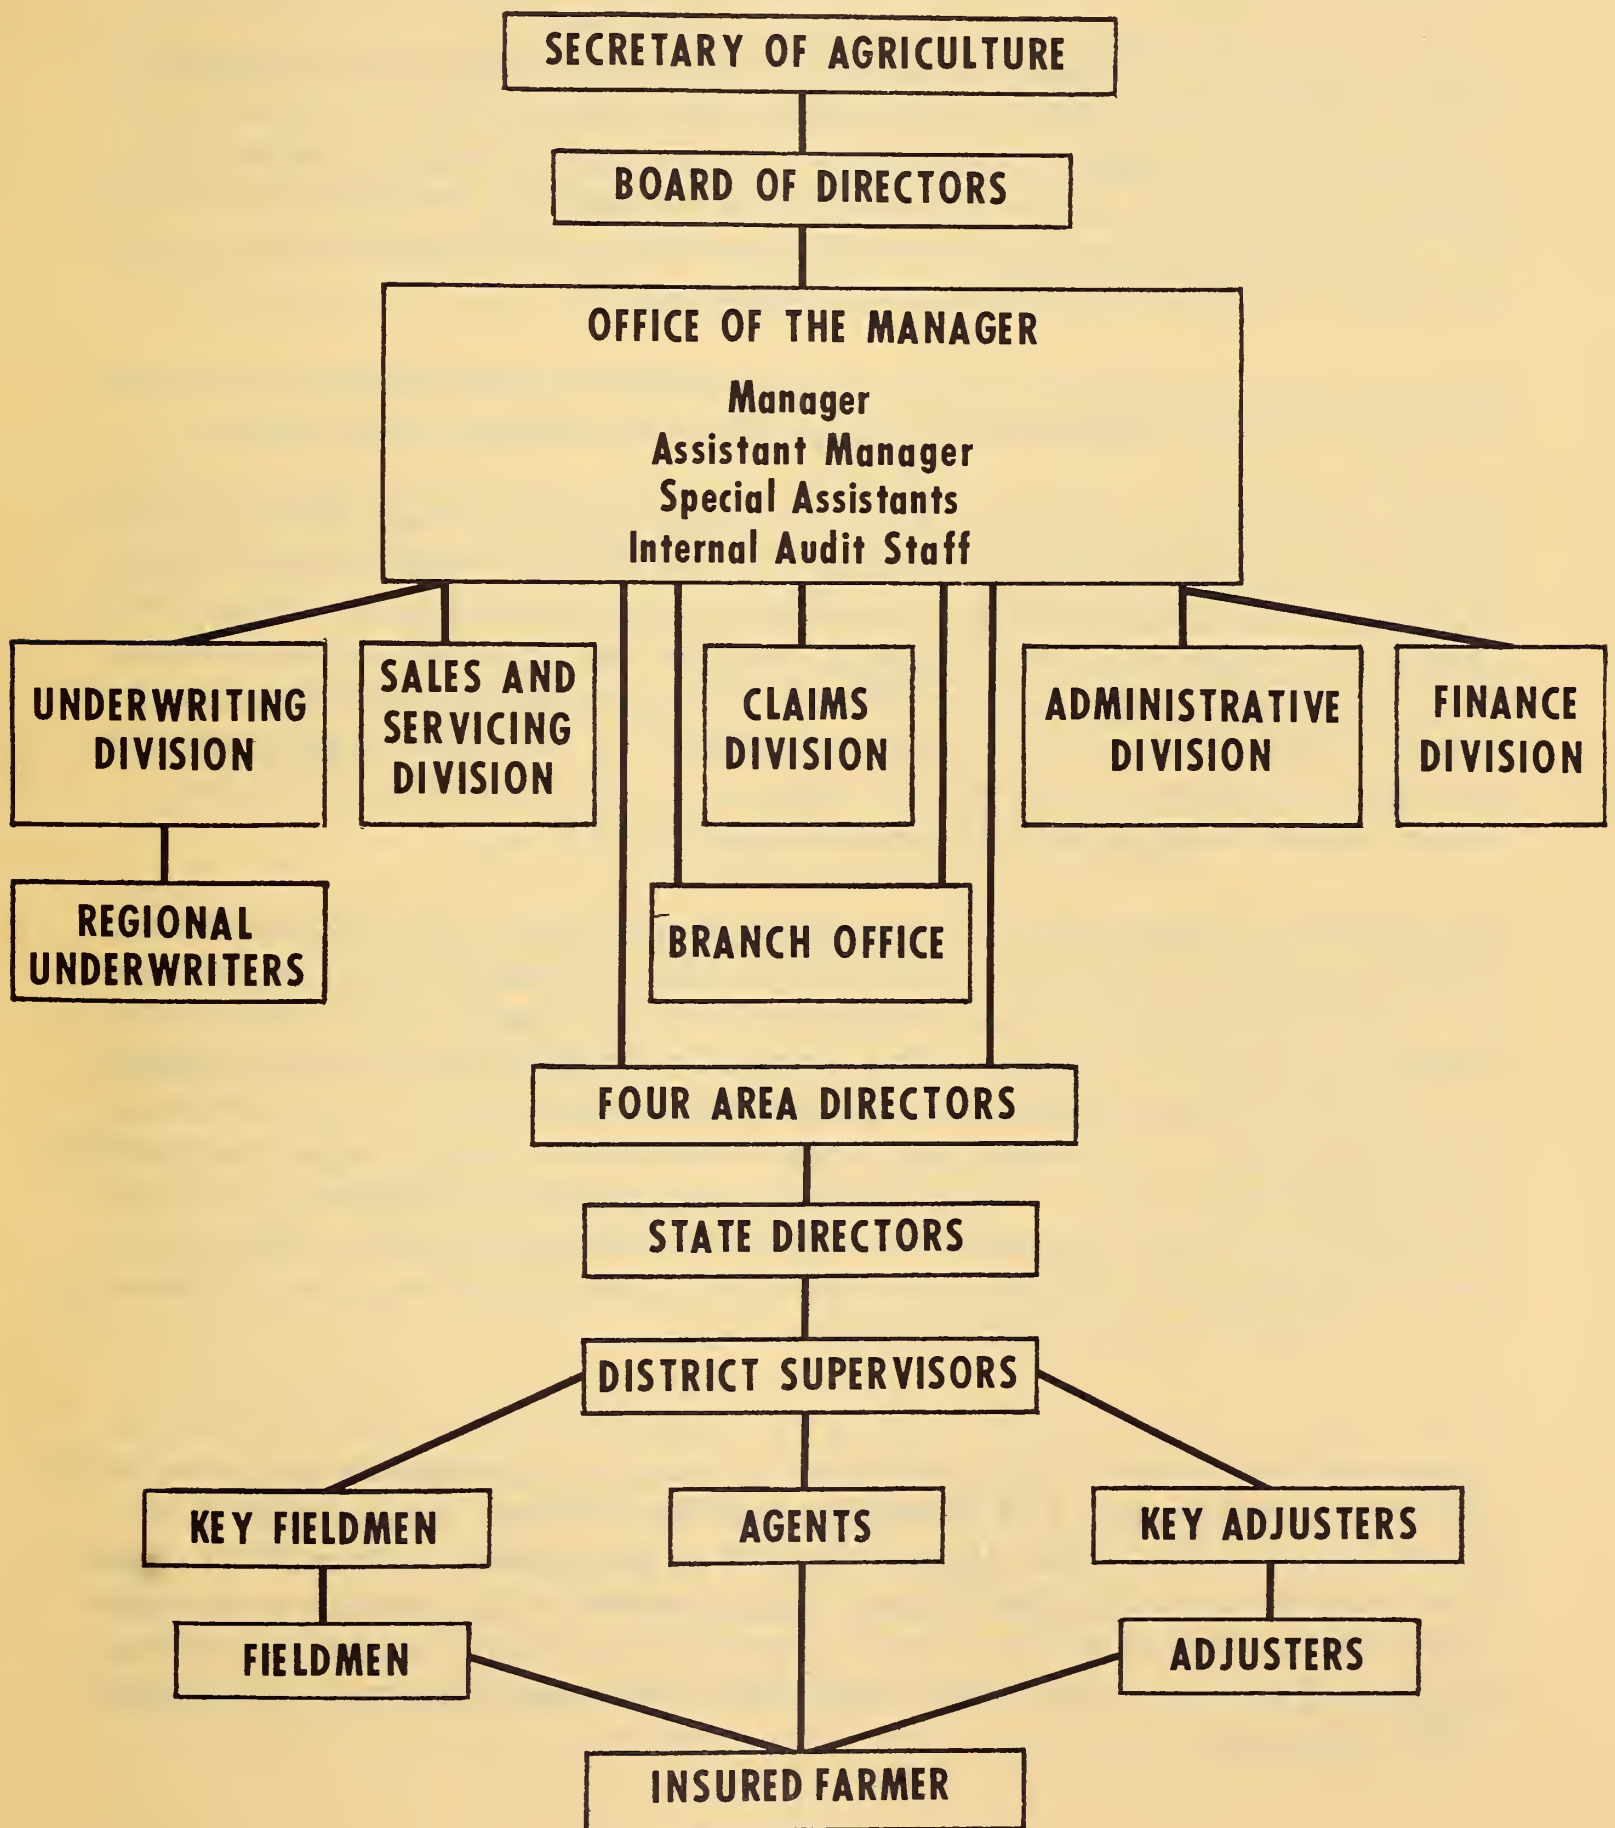 SECRETARY OF AGRICULTURE
BOARD OF DIRECTORS
OFFICE OF THE MANAGER
Manager
Assistant Manager
Special Assistants
Internal Audit Staff
UNDERWRITING
DIVISION
SALES AND
SERVICING
DIVISION
CLAIMS
DIVISION
ADMINISTRATIVE
DIVISION
FINANCE
DIVISION
REGIONAL
UNDERWRITERS
BRANCH OFFICE
FOUR AREA DIRECTORS
STATE DIRECTORS
DISTRICT SUPERVISORS
KEY FIELDMEN
AGENTS
KEY ADJUSTERS
FIELDMEN
ADJUSTERS
INSURED FARMER